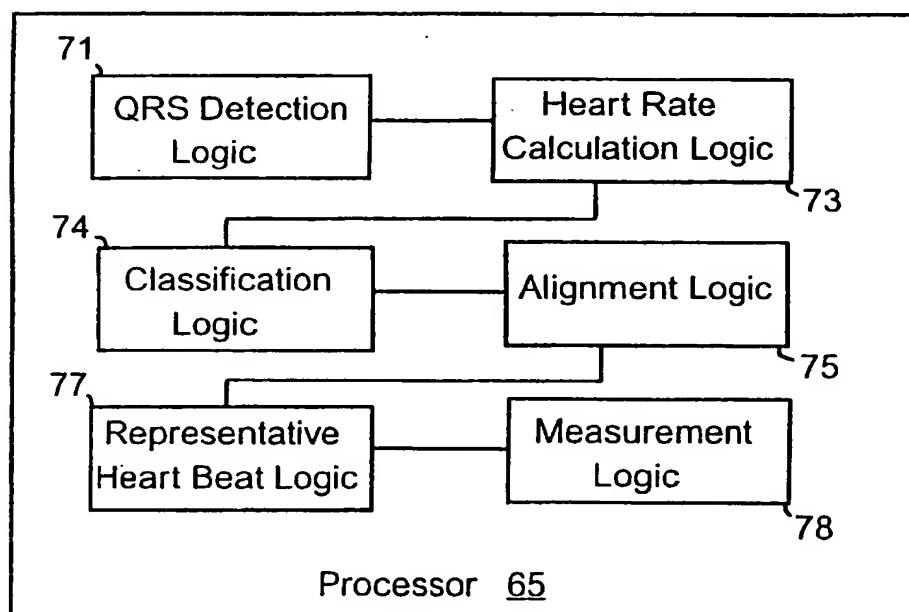 71
QRS Detection
Logic
Heart Rate
Calculation Logic
73
74
Classification
Logic
Alignment Logic
75
77
Representative
Heart Beat Logic
Measurement
Logic
78
Processor 65